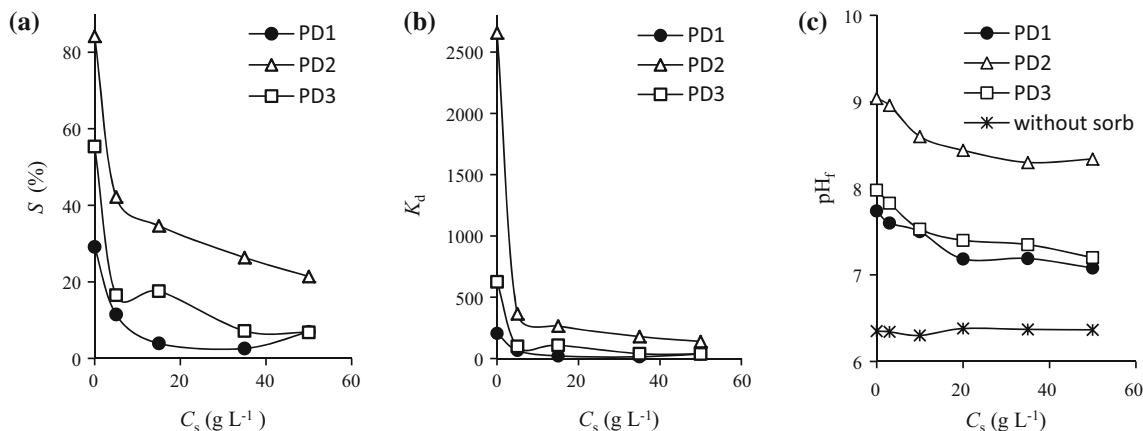 (a)
PD1
PD2
PD3
80
60
40
20
0
S (%)
0 20 40 60
Cs (g L-1)
(b)
PD1
PD2
PD3
2500
2000
1500
1000
500
0
Kd
0 20 40 60
Cs (g L-1)
(c)
PD1
PD2
PD3
without sorb
10
9
8
7
6
pHf
0 20 40 60
Cs (g L-1)